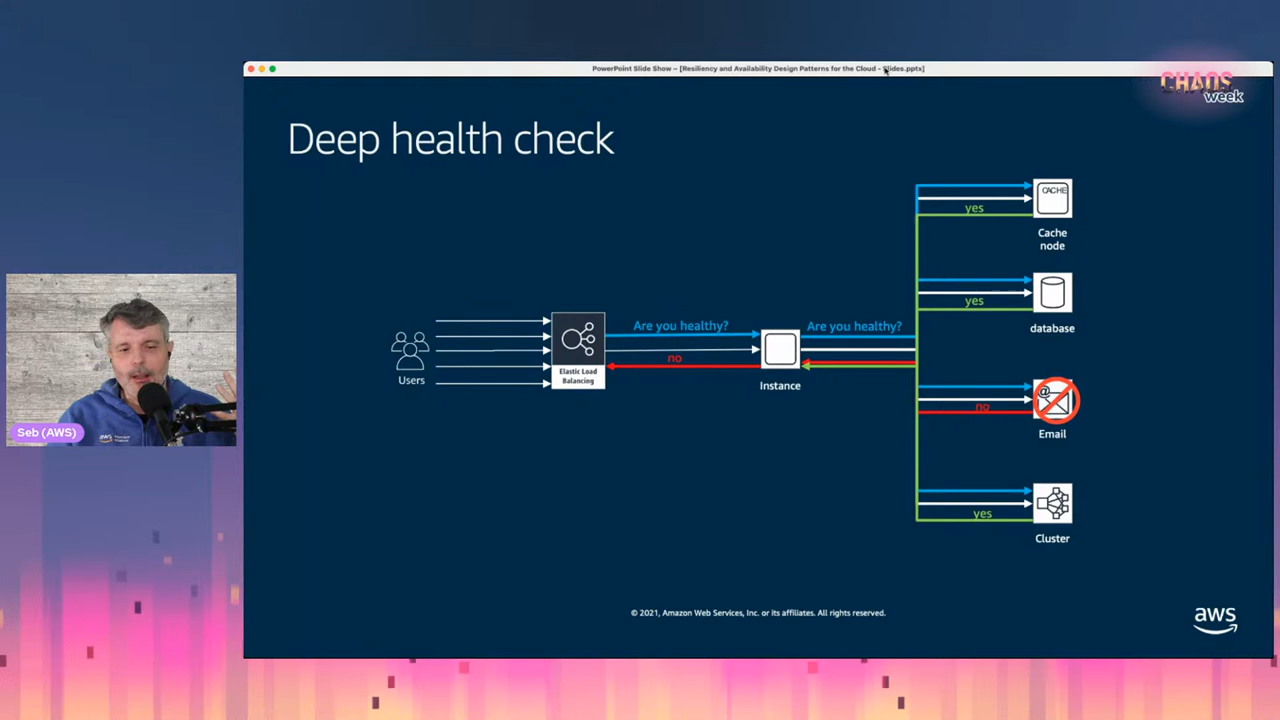 PowerPoint Slide Show – [Resiliency and Availability Design Patterns for the Cloud - Slides.pptx]
CHAOS
week
Deep health check
CACHE
yes
Cache
node
yes
database
Are you healthy?
Are you healthy?
no
Elastic Load
Balancing
Users
Instance
@
no
Email
yes
Cluster
Seb (AWS)
aws
© 2021, Amazon Web Services, Inc. or its affiliates. All rights reserved.
aws